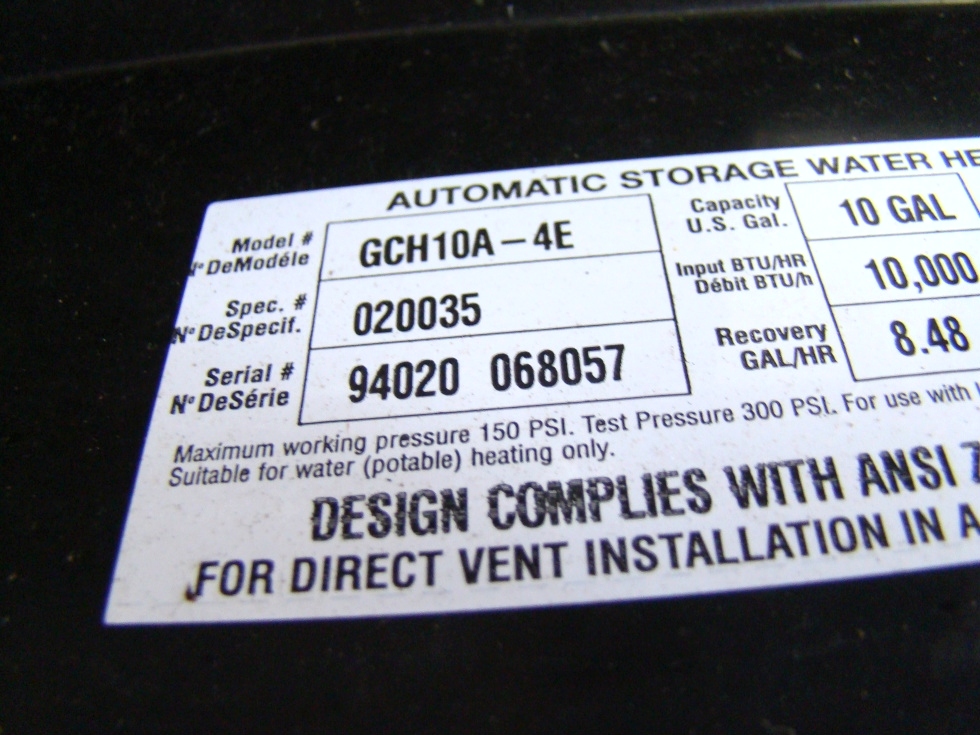 AUTOMATIC STORAGE WATER HE
Model # GCH10A-4E
N° DeModéle
Capacity 10 GAL
U.S. Gal.
Spec. # 020035
N° DeSpecif.
Input BTU/HR 10,000
Débit BTU/h
Serial # 94020 068057
N° DeSérie
Recovery 8.48
GAL/HR
Maximum working pressure 150 PSI. Test Pressure 300 PSI. For use with
Suitable for water (potable) heating only.
DESIGN COMPLIES WITH ANSI
FOR DIRECT VENT INSTALLATION IN A